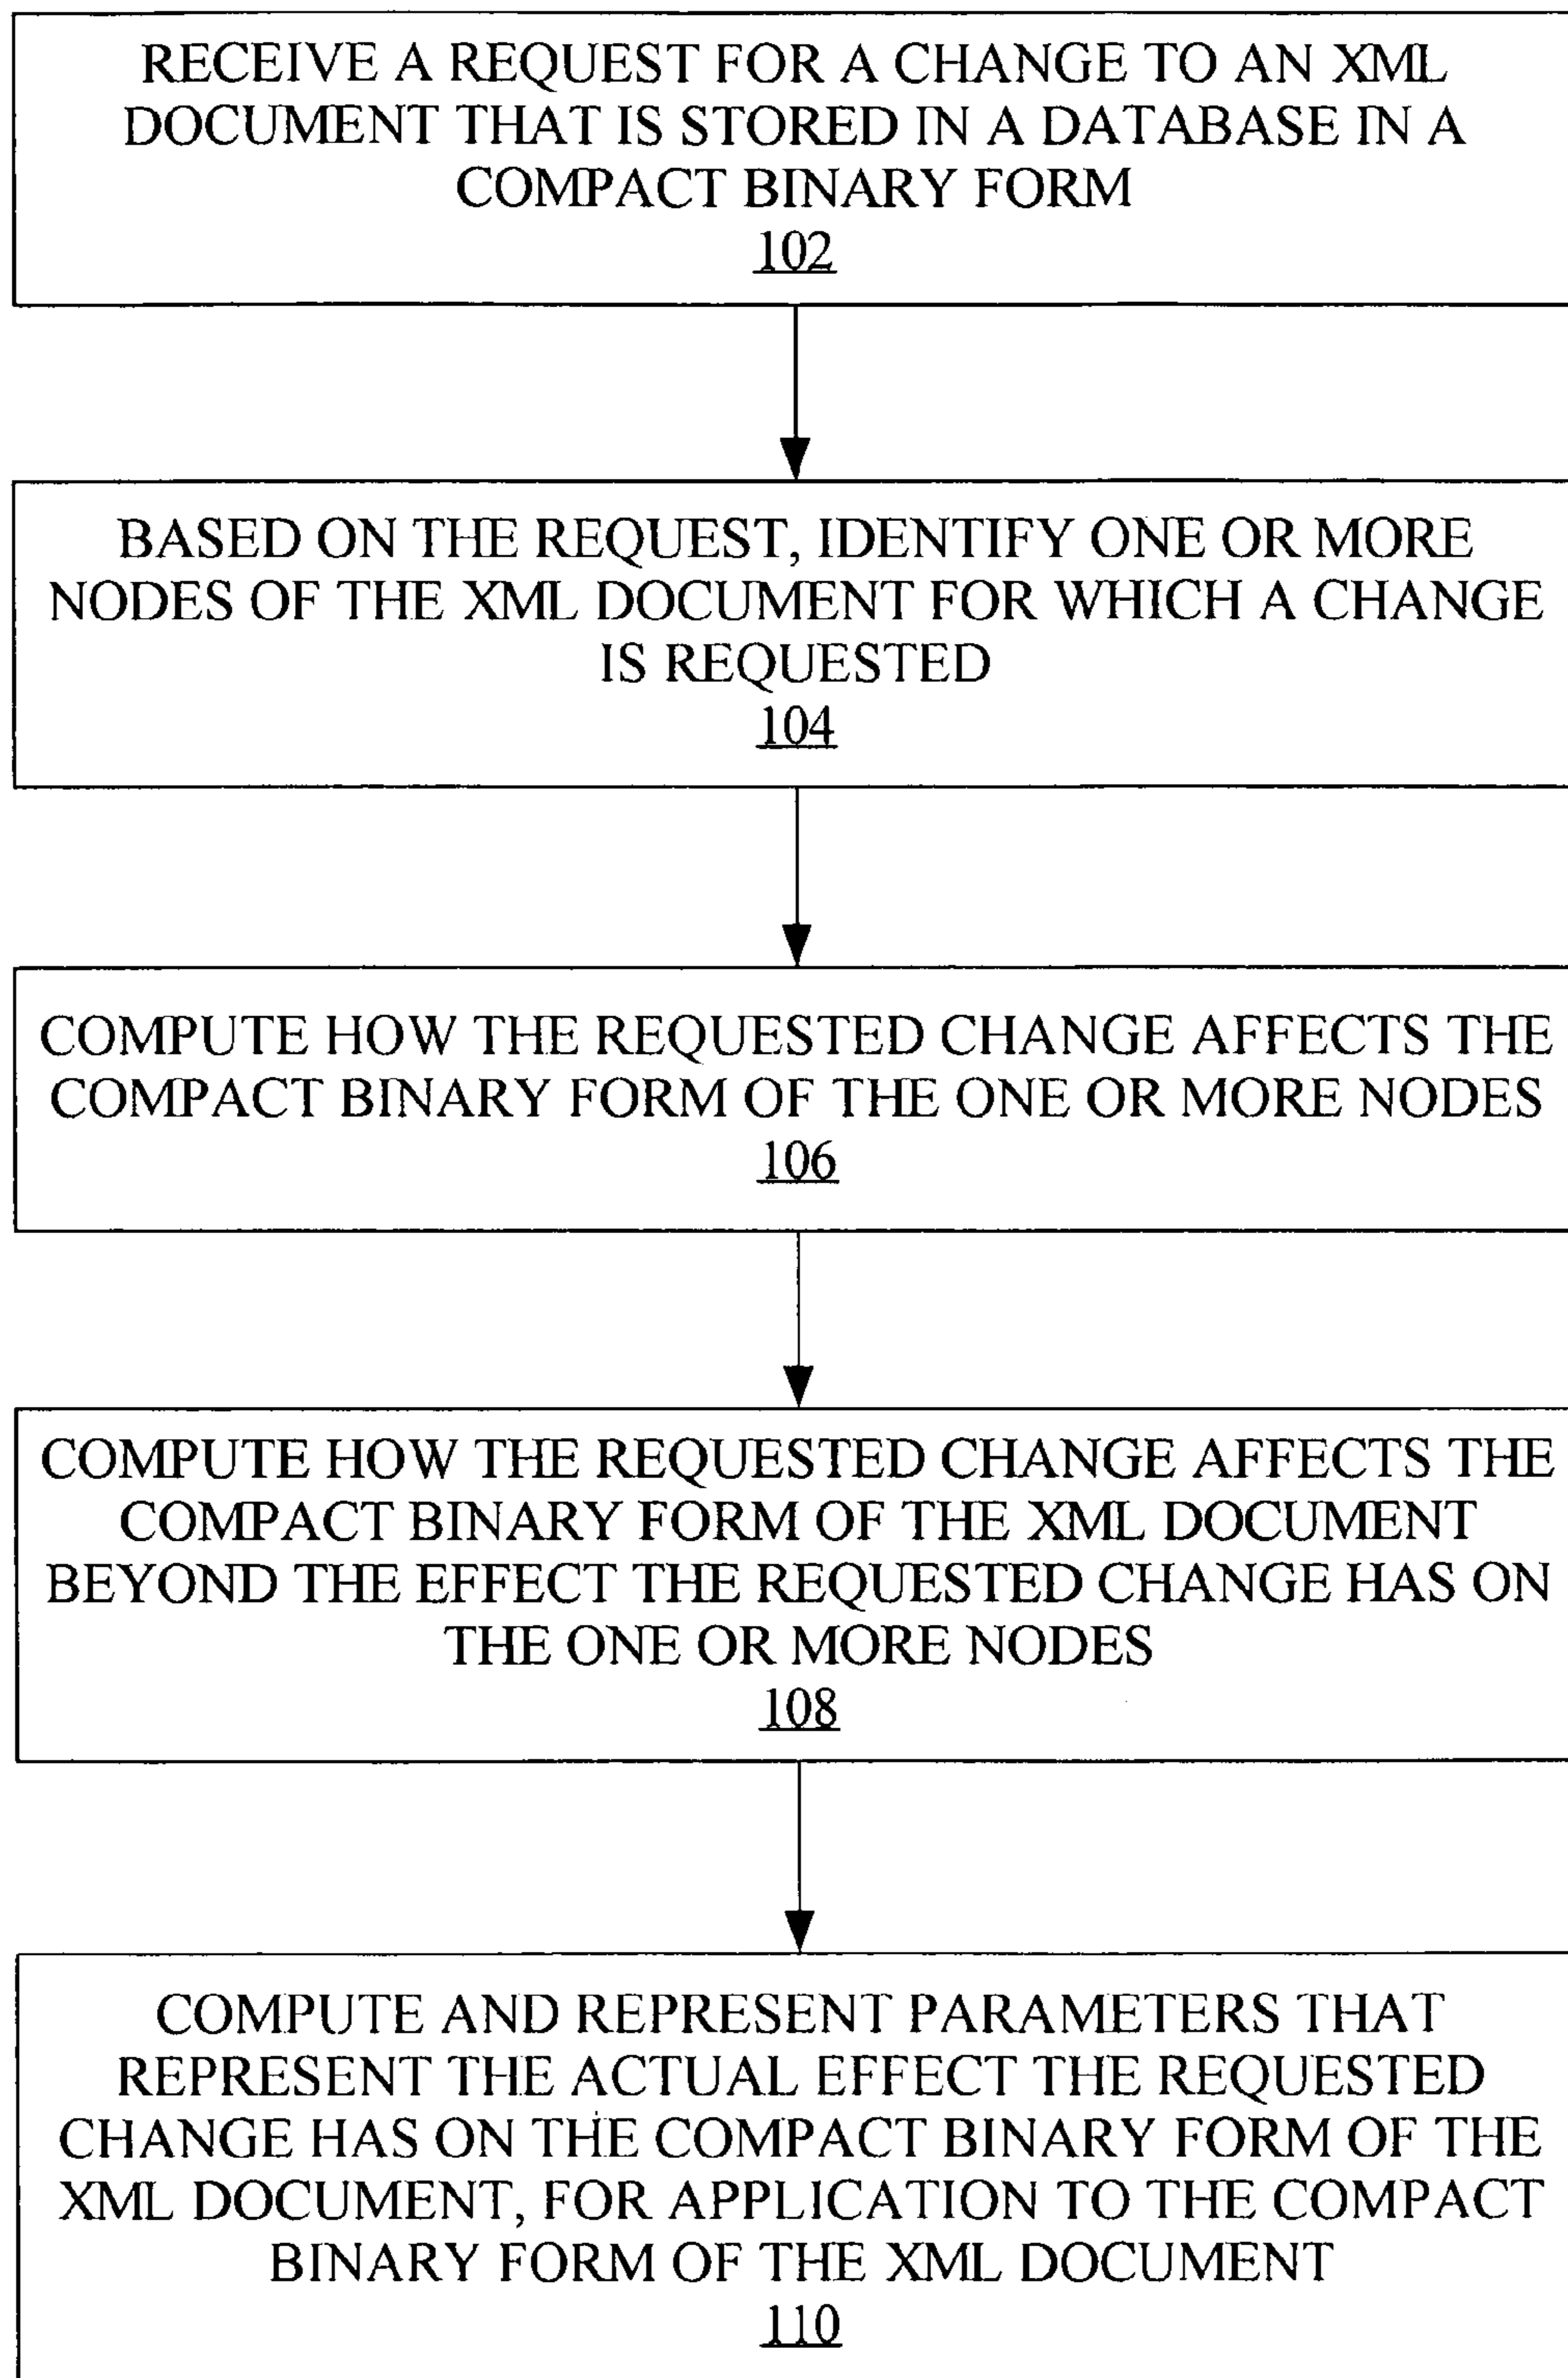 RECEIVE A REQUEST FOR A CHANGE TO AN XML
DOCUMENT THAT IS STORED IN A DATABASE IN A
COMPACT BINARY FORM
102
BASED ON THE REQUEST, IDENTIFY ONE OR MORE
NODES OF THE XML DOCUMENT FOR WHICH A CHANGE
IS REQUESTED
104
COMPUTE HOW THE REQUESTED CHANGE AFFECTS THE
COMPACT BINARY FORM OF THE ONE OR MORE NODES
106
COMPUTE HOW THE REQUESTED CHANGE AFFECTS THE
COMPACT BINARY FORM OF THE XML DOCUMENT
BEYOND THE EFFECT THE REQUESTED CHANGE HAS ON
THE ONE OR MORE NODES
108
COMPUTE AND REPRESENT PARAMETERS THAT
REPRESENT THE ACTUAL EFFECT THE REQUESTED
CHANGE HAS ON THE COMPACT BINARY FORM OF THE
XML DOCUMENT, FOR APPLICATION TO THE COMPACT
BINARY FORM OF THE XML DOCUMENT
110